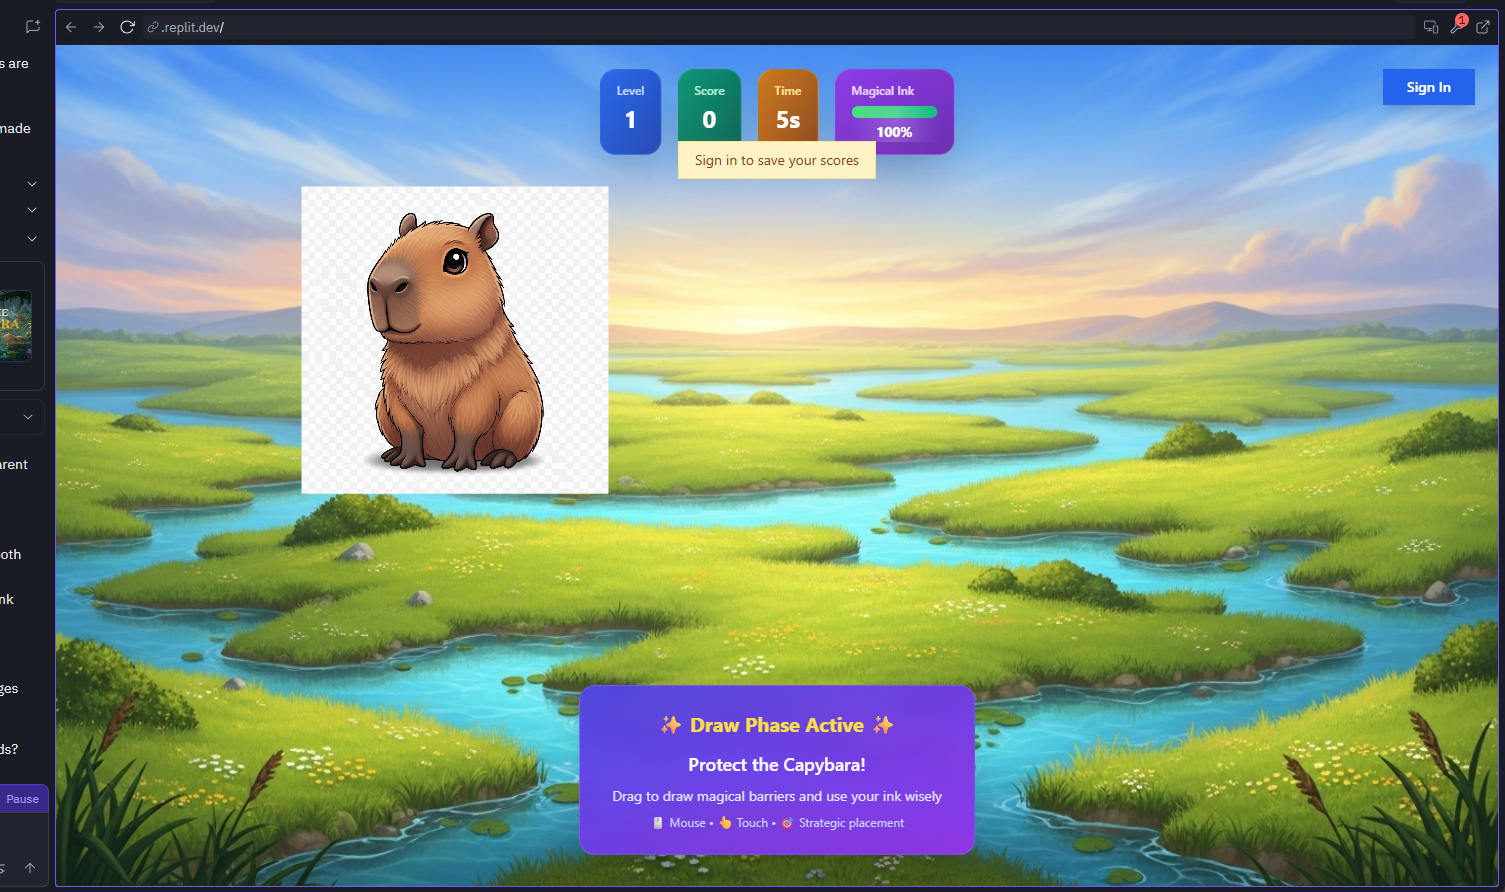 .replit.dev/
1
s are
made
arent
oth
nk
ges
ds?
Pause
Level
1
Score
0
Time
5s
Magical Ink
100%
Sign In
Sign in to save your scores
✨ Draw Phase Active ✨
Protect the Capybara!
Drag to draw magical barriers and use your ink wisely
🖱️ Mouse • 👆 Touch • 🎯 Strategic placement